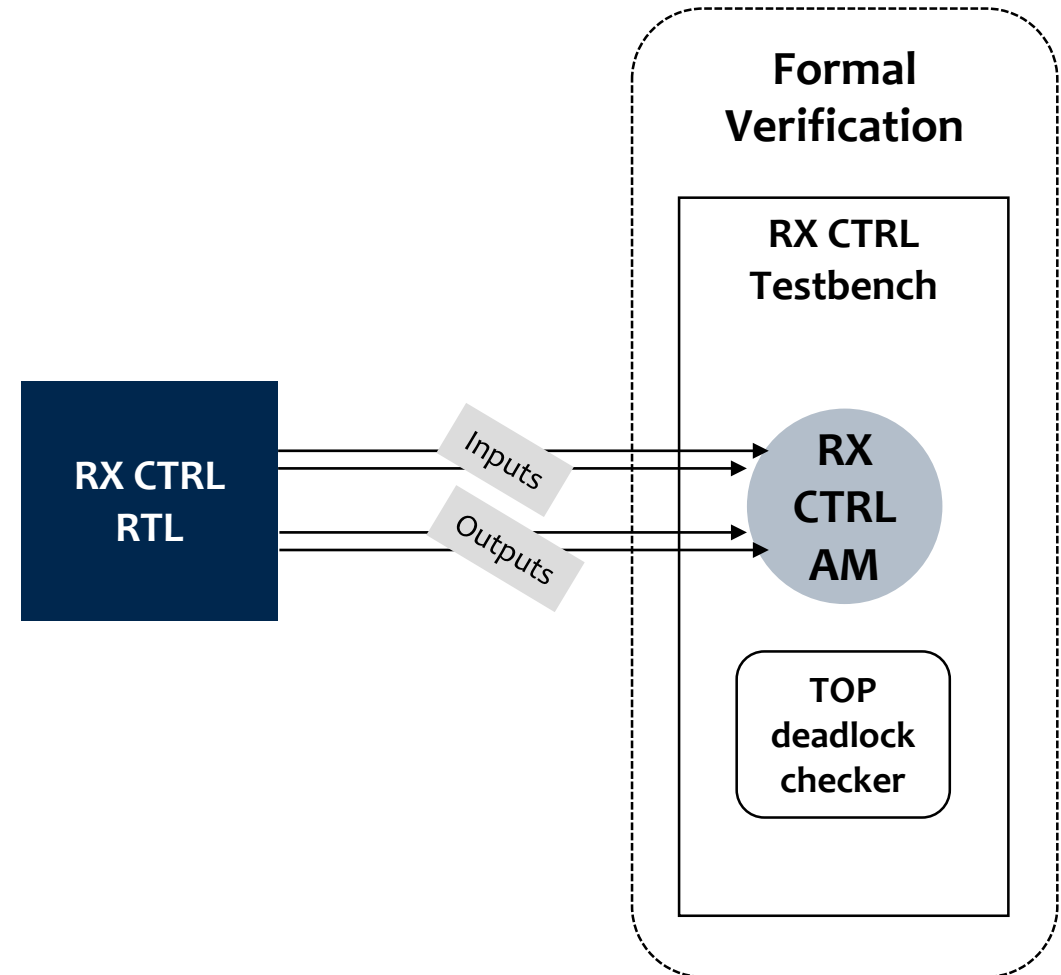 Formal
Verification
RX CTRL
Testbench
RX CTRL
RTL
Inputs
Outputs
RX
CTRL
AM
TOP
deadlock
checker